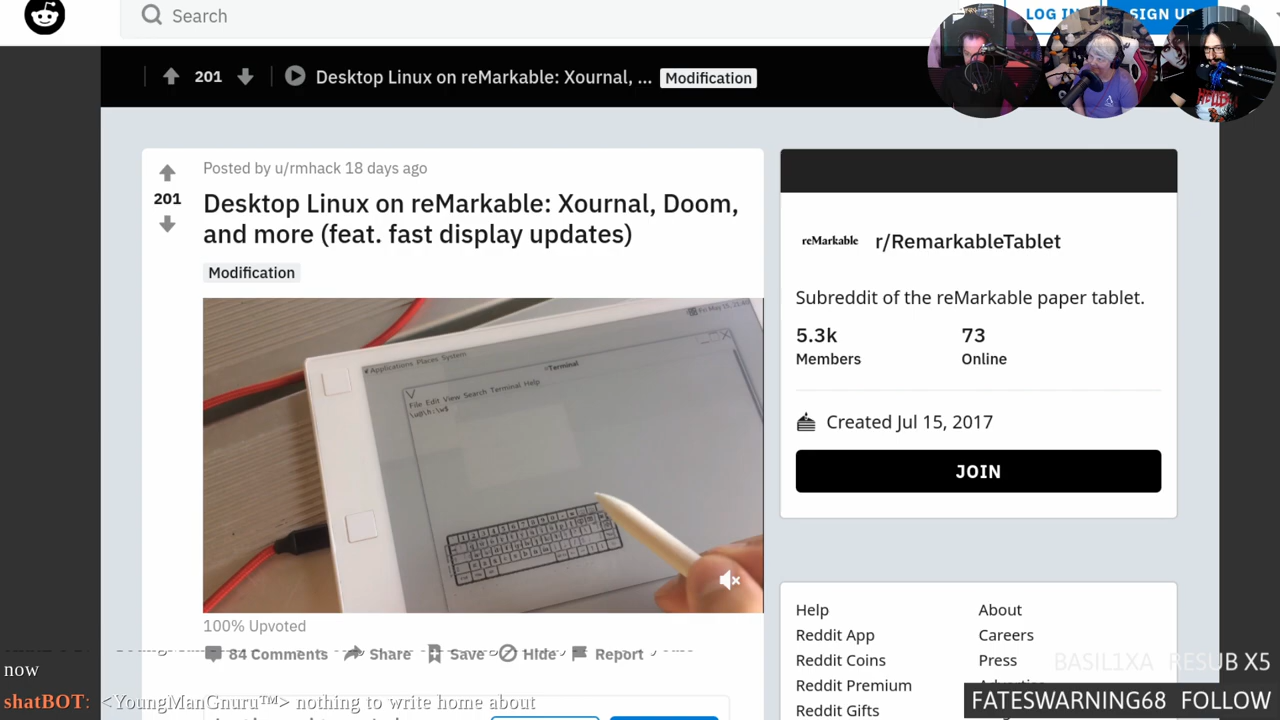 Search
LOG IN
SIGN UP
201
Desktop Linux on reMarkable: Xournal, ...
Modification
Posted by u/rmhack 18 days ago
201
Desktop Linux on reMarkable: Xournal, Doom,
and more (feat. fast display updates)
Modification
Applications Places System
Terminal
File Edit View Search Terminal Help
\u@\h:\w$
100% Upvoted
84 Comments
Share
Save
Hide
Report
reMarkable
r/RemarkableTablet
Subreddit of the reMarkable paper tablet.
5.3k
73
Members
Online
Created Jul 15, 2017
JOIN
Help
About
Reddit App
Careers
Reddit Coins
Press
Reddit Premium
Reddit Gifts
now
shatBOT: <YoungManGnuru™> nothing to write home about
BASIL1XA RESUB X5
FATESWARNING68 FOLLOW